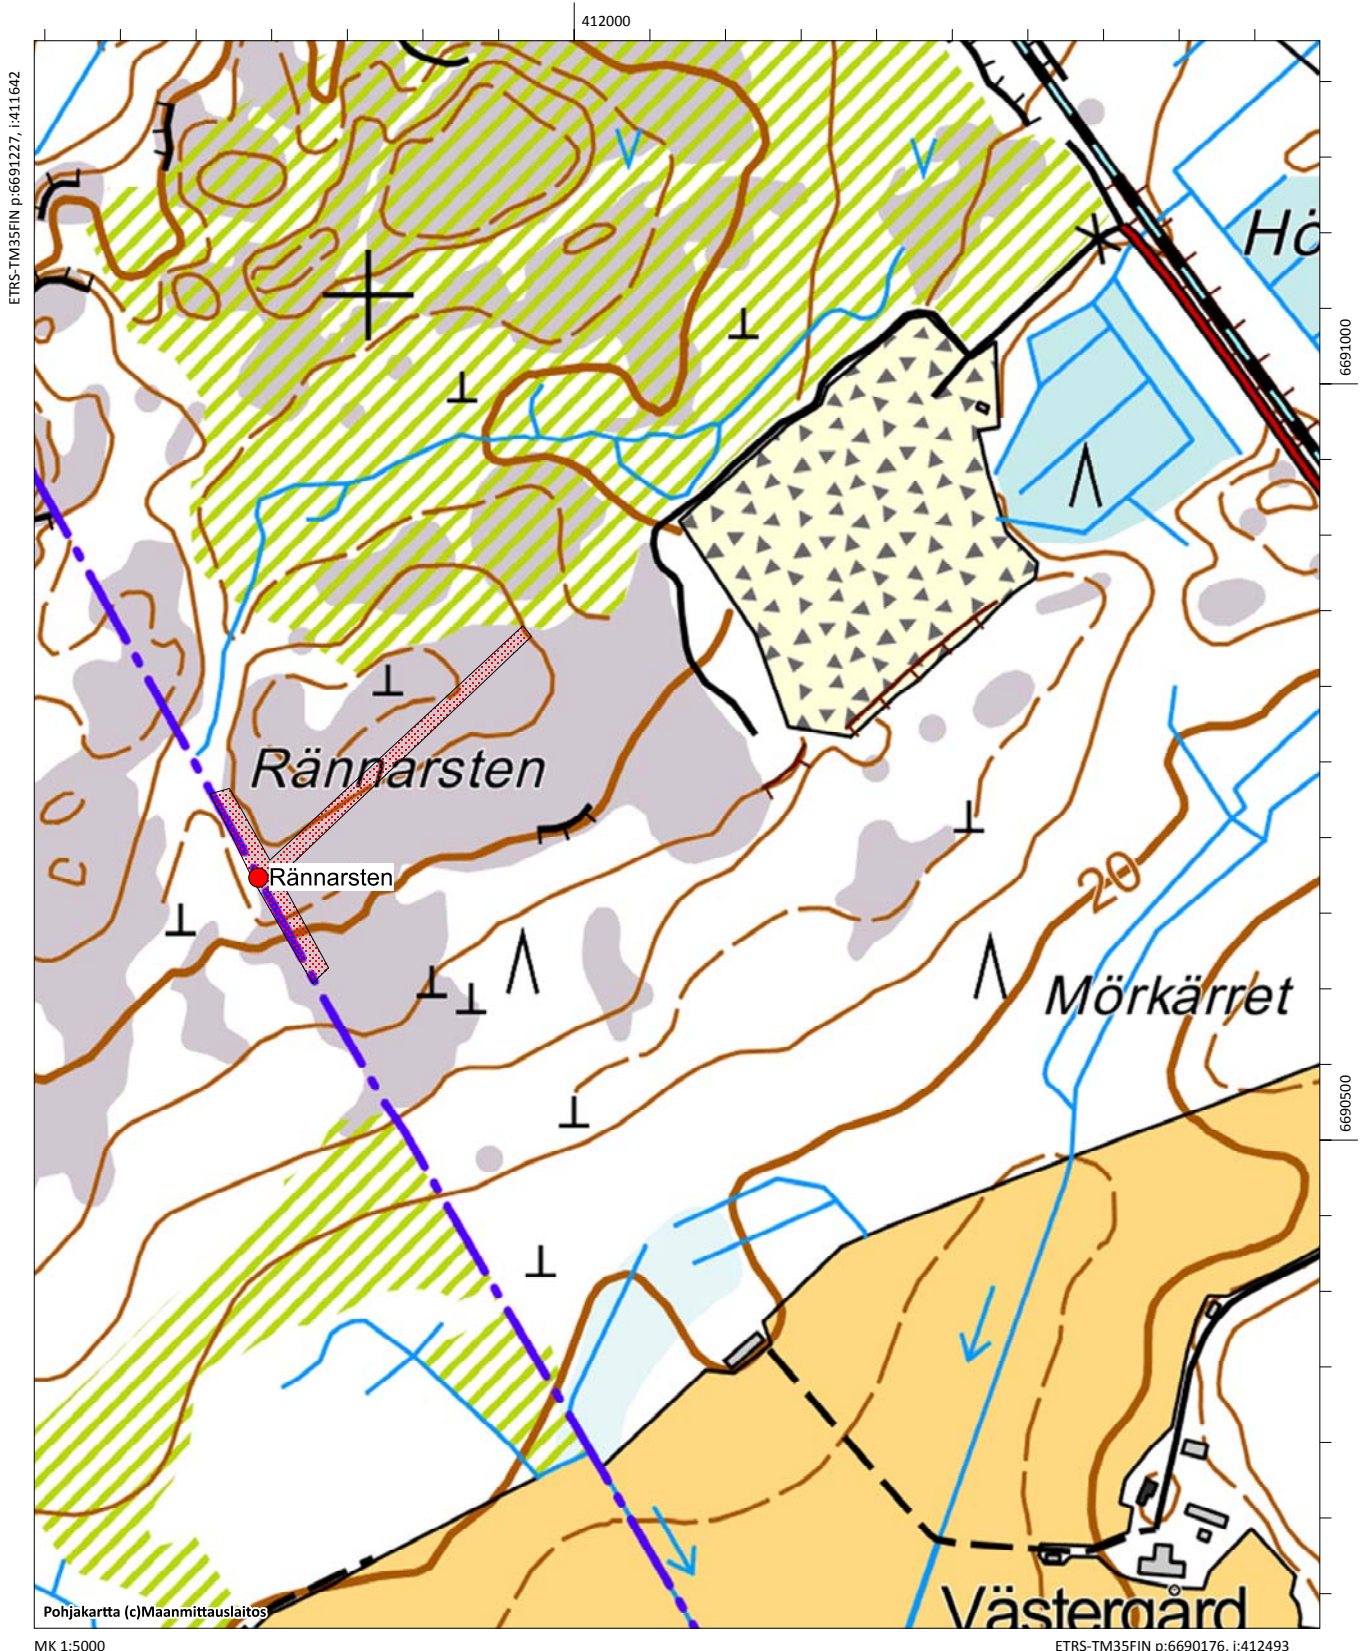 412000
ETRS-TM35FIN p:6691227, i:411642
Hö
6691000
Rännarsten
Rännarsten
20
Mörkärret
6690500
Västergård
Pohjakartta (c)Maanmittauslaitos
MK 1:5000
ETRS-TM35FIN p:6690176, i:412493